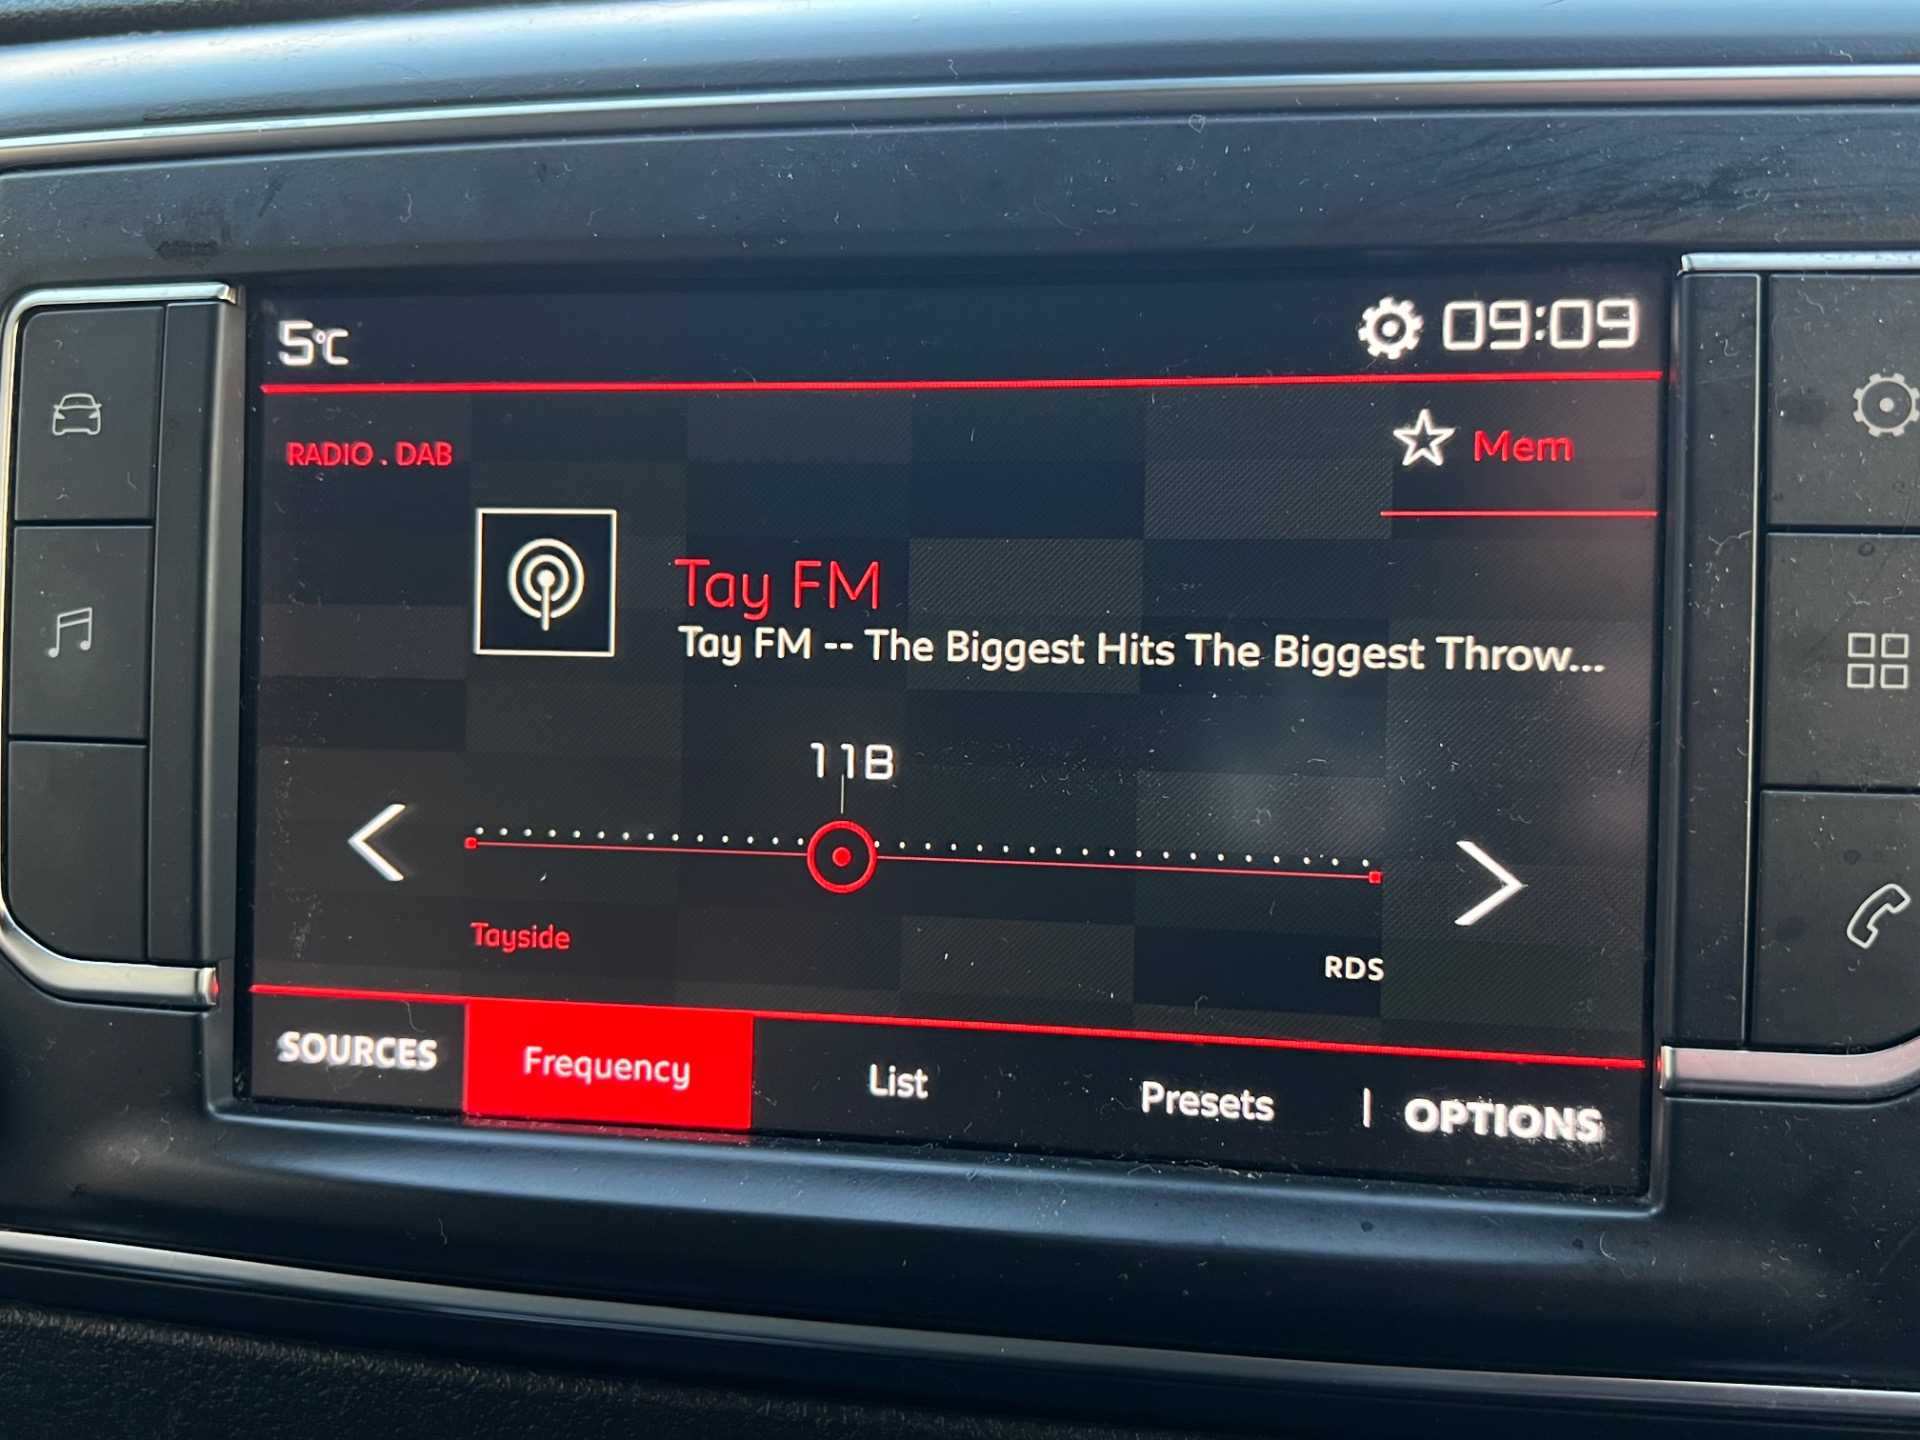 5°C
09:09
RADIO . DAB
Mem
Tay FM
Tay FM -- The Biggest Hits The Biggest Throw...
11B
Tayside
RDS
SOURCES
Frequency
List
Presets
OPTIONS